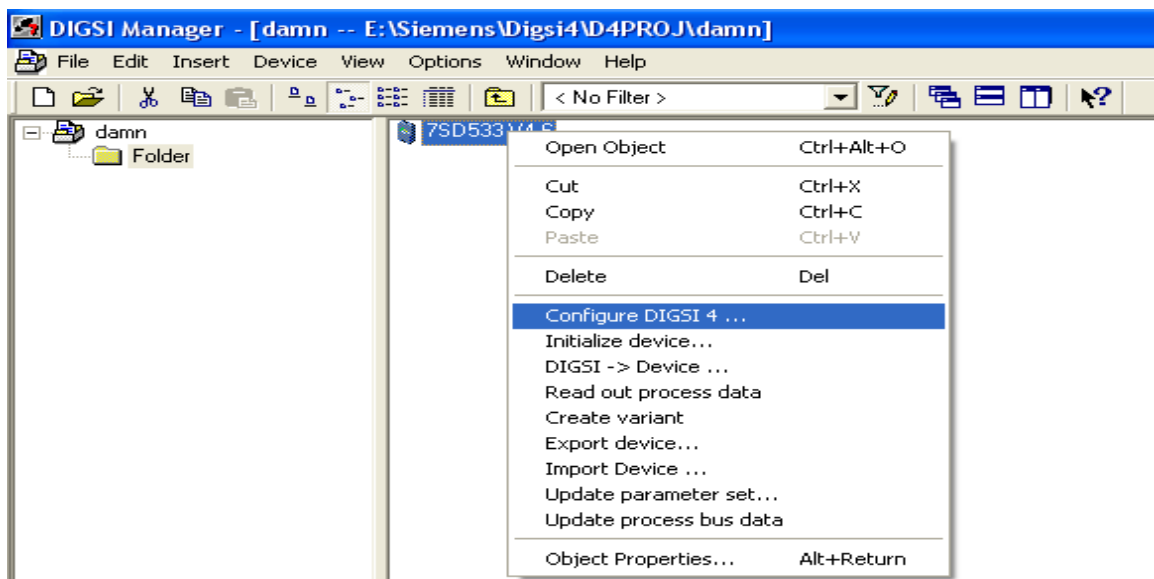 DIGSI Manager - [damn -- E:\Siemens\Digsi4\D4PROJ\damn]
File Edit Insert Device View Options Window Help
< No Filter >
damn
Folder
7SD533 V4.6
Open Object Ctrl+Alt+O
Cut Ctrl+X
Copy Ctrl+C
Paste Ctrl+V
Delete Del
Configure DIGSI 4 ...
Initialize device...
DIGSI -> Device ...
Read out process data
Create variant
Export device...
Import Device ...
Update parameter set...
Update process bus data
Object Properties... Alt+Return